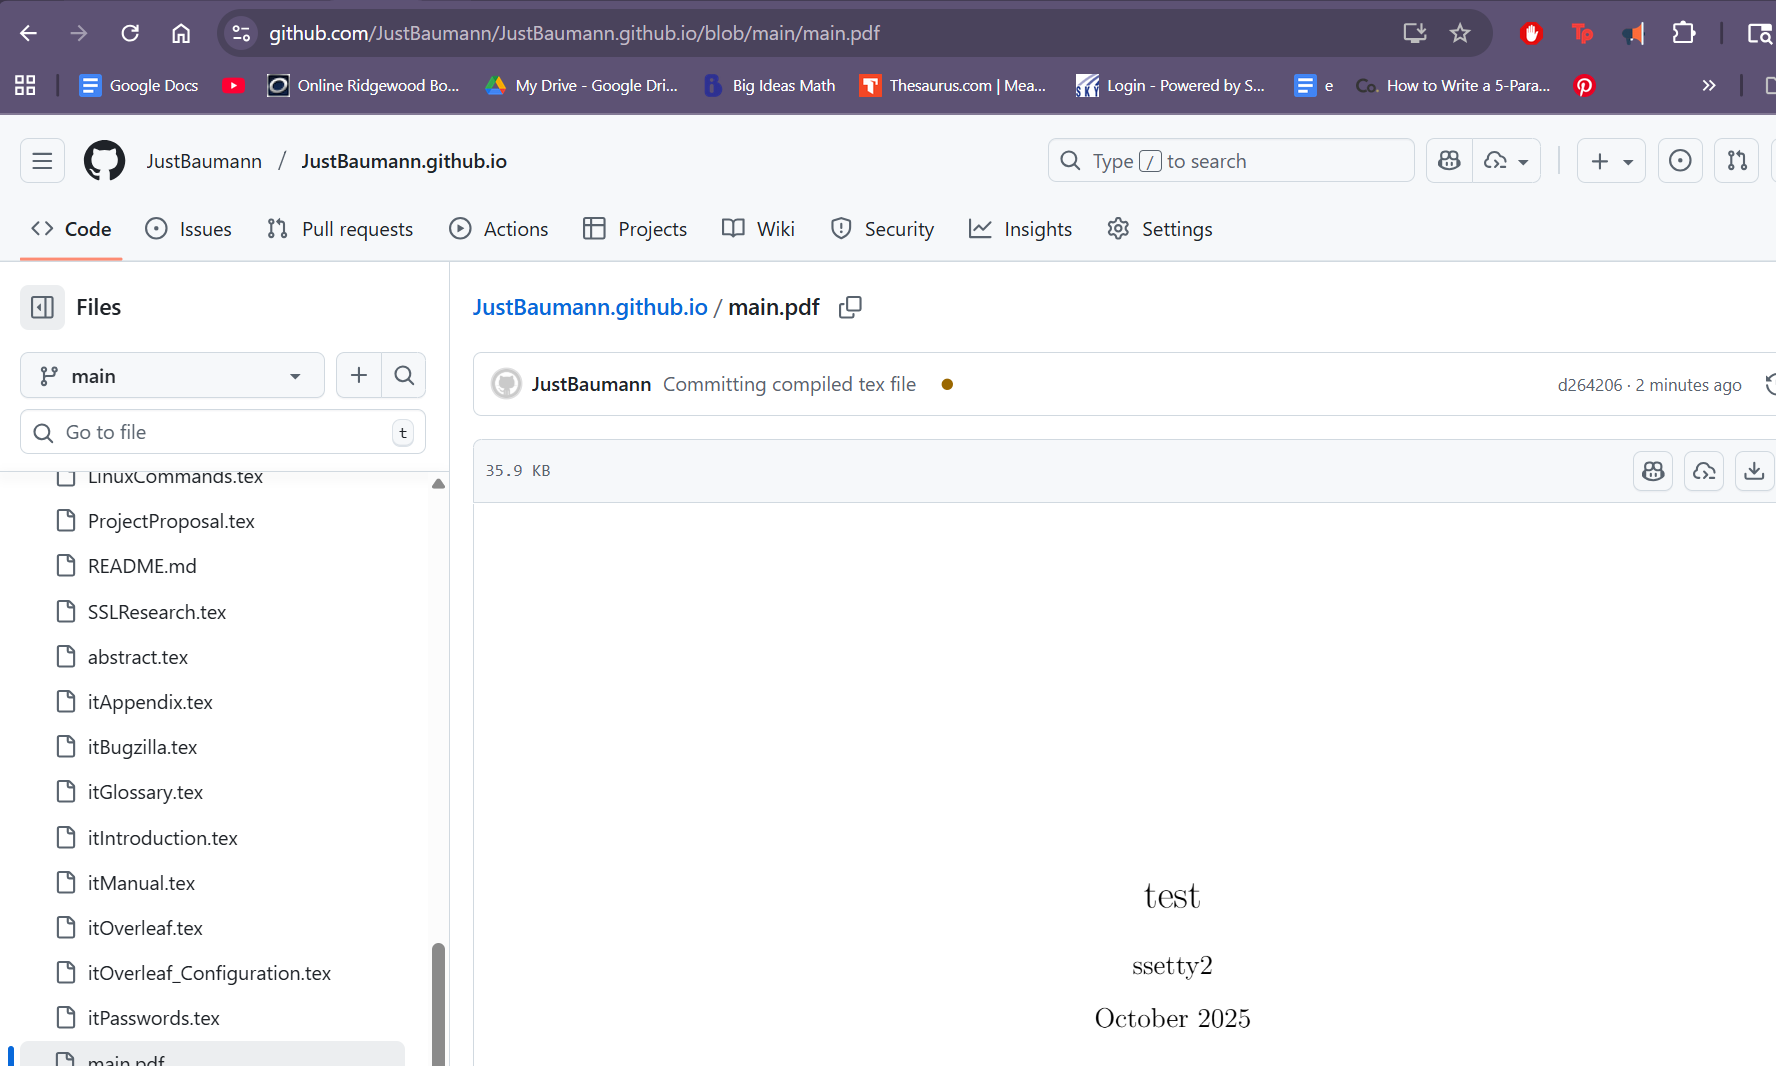 github.com/JustBaumann/JustBaumann.github.io/blob/main/main.pdf
Google Docs
Online Ridgewood Bo...
My Drive - Google Dri...
Big Ideas Math
Thesaurus.com | Mea...
Login - Powered by S...
e
How to Write a 5-Para...
JustBaumann / JustBaumann.github.io
Type / to search
Code
Issues
Pull requests
Actions
Projects
Wiki
Security
Insights
Settings
Files
main
Go to file
t
LinuxCommands.tex
ProjectProposal.tex
README.md
SSLResearch.tex
abstract.tex
itAppendix.tex
itBugzilla.tex
itGlossary.tex
itIntroduction.tex
itManual.tex
itOverleaf.tex
itOverleaf_Configuration.tex
itPasswords.tex
main.pdf
JustBaumann.github.io / main.pdf
JustBaumann Committing compiled tex file
d264206 · 2 minutes ago
35.9 KB
test
ssetty2
October 2025